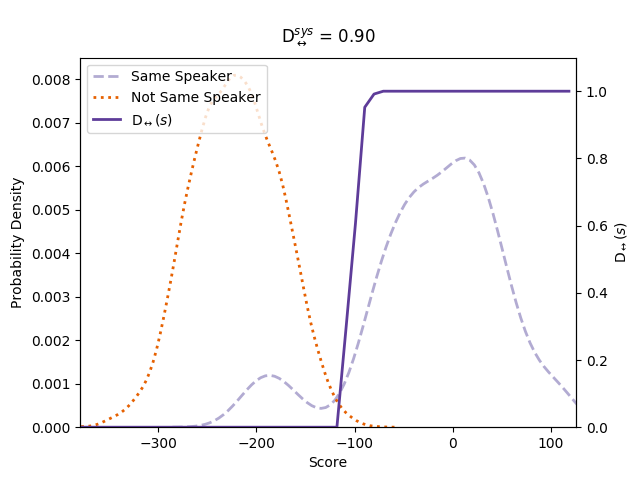 D↔^sys = 0.90
Same Speaker
Not Same Speaker
D↔(s)
Probability Density
0.008
0.007
0.006
0.005
0.004
0.003
0.002
0.001
0.000
1.0
0.8
0.6
0.4
0.2
0.0
D↔(s)
−300 −200 −100 0 100
Score